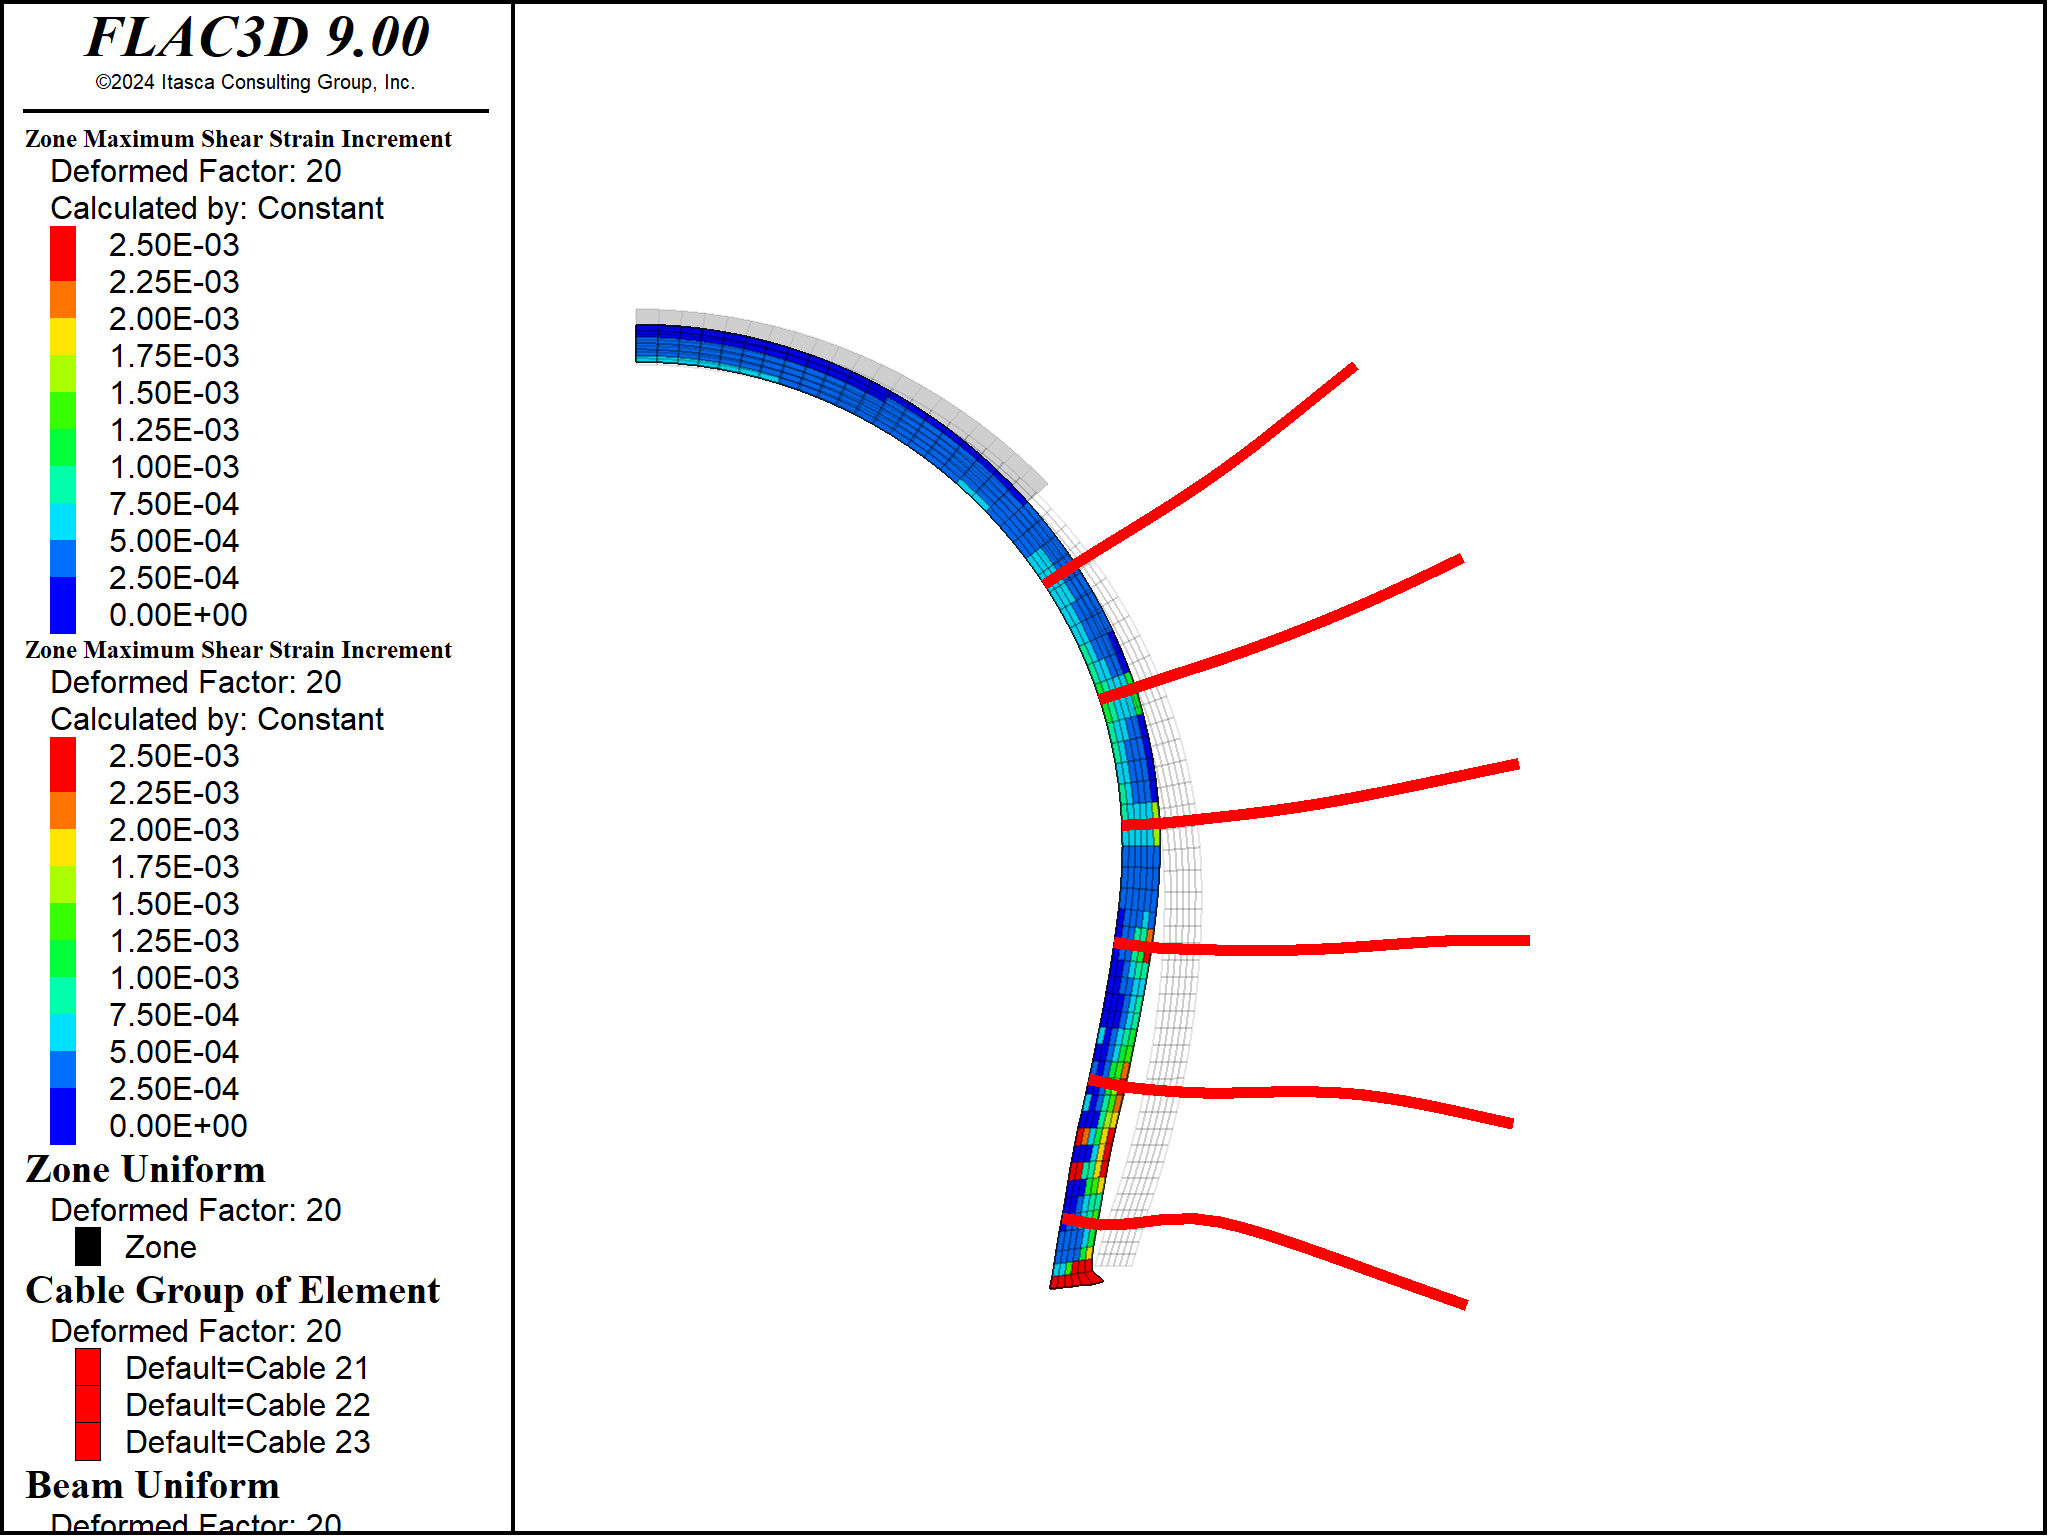 FLAC3D 9.00
©2024 Itasca Consulting Group, Inc.
Zone Maximum Shear Strain Increment
Deformed Factor: 20
Calculated by: Constant
2.50E-03
2.25E-03
2.00E-03
1.75E-03
1.50E-03
1.25E-03
1.00E-03
7.50E-04
5.00E-04
2.50E-04
0.00E+00
Zone Maximum Shear Strain Increment
Deformed Factor: 20
Calculated by: Constant
2.50E-03
2.25E-03
2.00E-03
1.75E-03
1.50E-03
1.25E-03
1.00E-03
7.50E-04
5.00E-04
2.50E-04
0.00E+00
Zone Uniform
Deformed Factor: 20
Zone
Cable Group of Element
Deformed Factor: 20
Default=Cable 21
Default=Cable 22
Default=Cable 23
Beam Uniform
Deformed Factor: 20